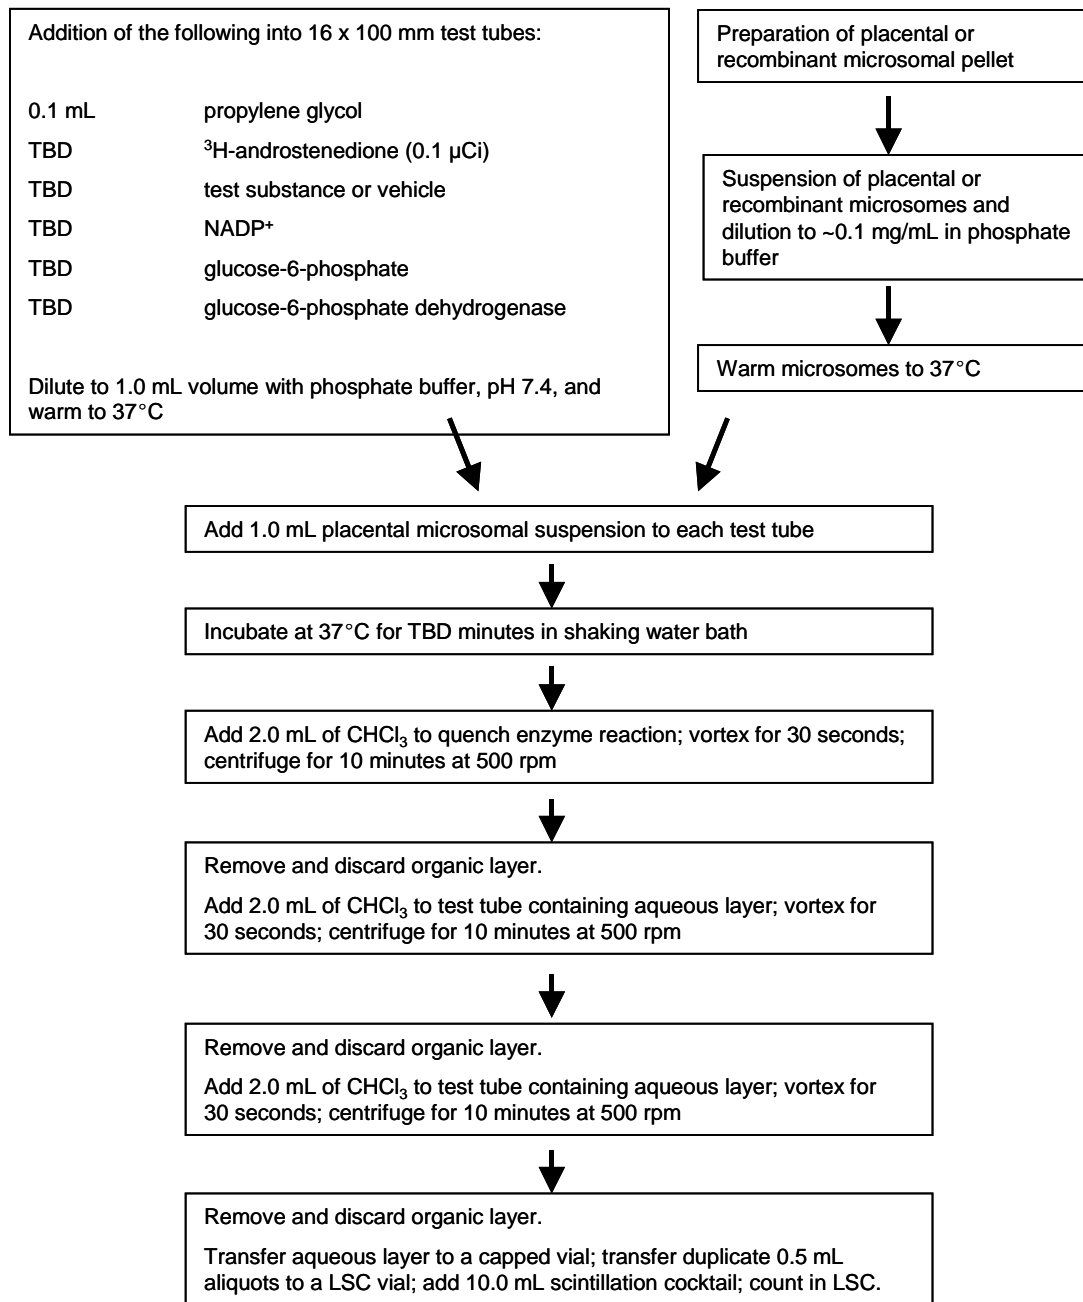 Addition of the following into 16 x 100 mm test tubes:
0.1 mL propylene glycol
TBD ³H-androstenedione (0.1 µCi)
TBD test substance or vehicle
TBD NADP⁺
TBD glucose-6-phosphate
TBD glucose-6-phosphate dehydrogenase
Dilute to 1.0 mL volume with phosphate buffer, pH 7.4, and
warm to 37°C
Preparation of placental or
recombinant microsomal pellet
Suspension of placental or
recombinant microsomes and
dilution to ~0.1 mg/mL in phosphate
buffer
Warm microsomes to 37°C
Add 1.0 mL placental microsomal suspension to each test tube
Incubate at 37°C for TBD minutes in shaking water bath
Add 2.0 mL of CHCl₃ to quench enzyme reaction; vortex for 30 seconds;
centrifuge for 10 minutes at 500 rpm
Remove and discard organic layer.
Add 2.0 mL of CHCl₃ to test tube containing aqueous layer; vortex for
30 seconds; centrifuge for 10 minutes at 500 rpm
Remove and discard organic layer.
Add 2.0 mL of CHCl₃ to test tube containing aqueous layer; vortex for
30 seconds; centrifuge for 10 minutes at 500 rpm
Remove and discard organic layer.
Transfer aqueous layer to a capped vial; transfer duplicate 0.5 mL
aliquots to a LSC vial; add 10.0 mL scintillation cocktail; count in LSC.